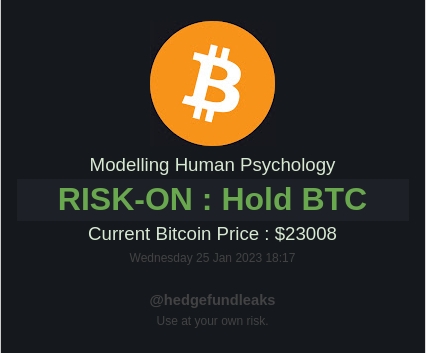 Modelling Human Psychology
RISK-ON : Hold BTC
Current Bitcoin Price : $23008
Wednesday 25 Jan 2023 18:17
@hedgefundleaks
Use at your own risk.